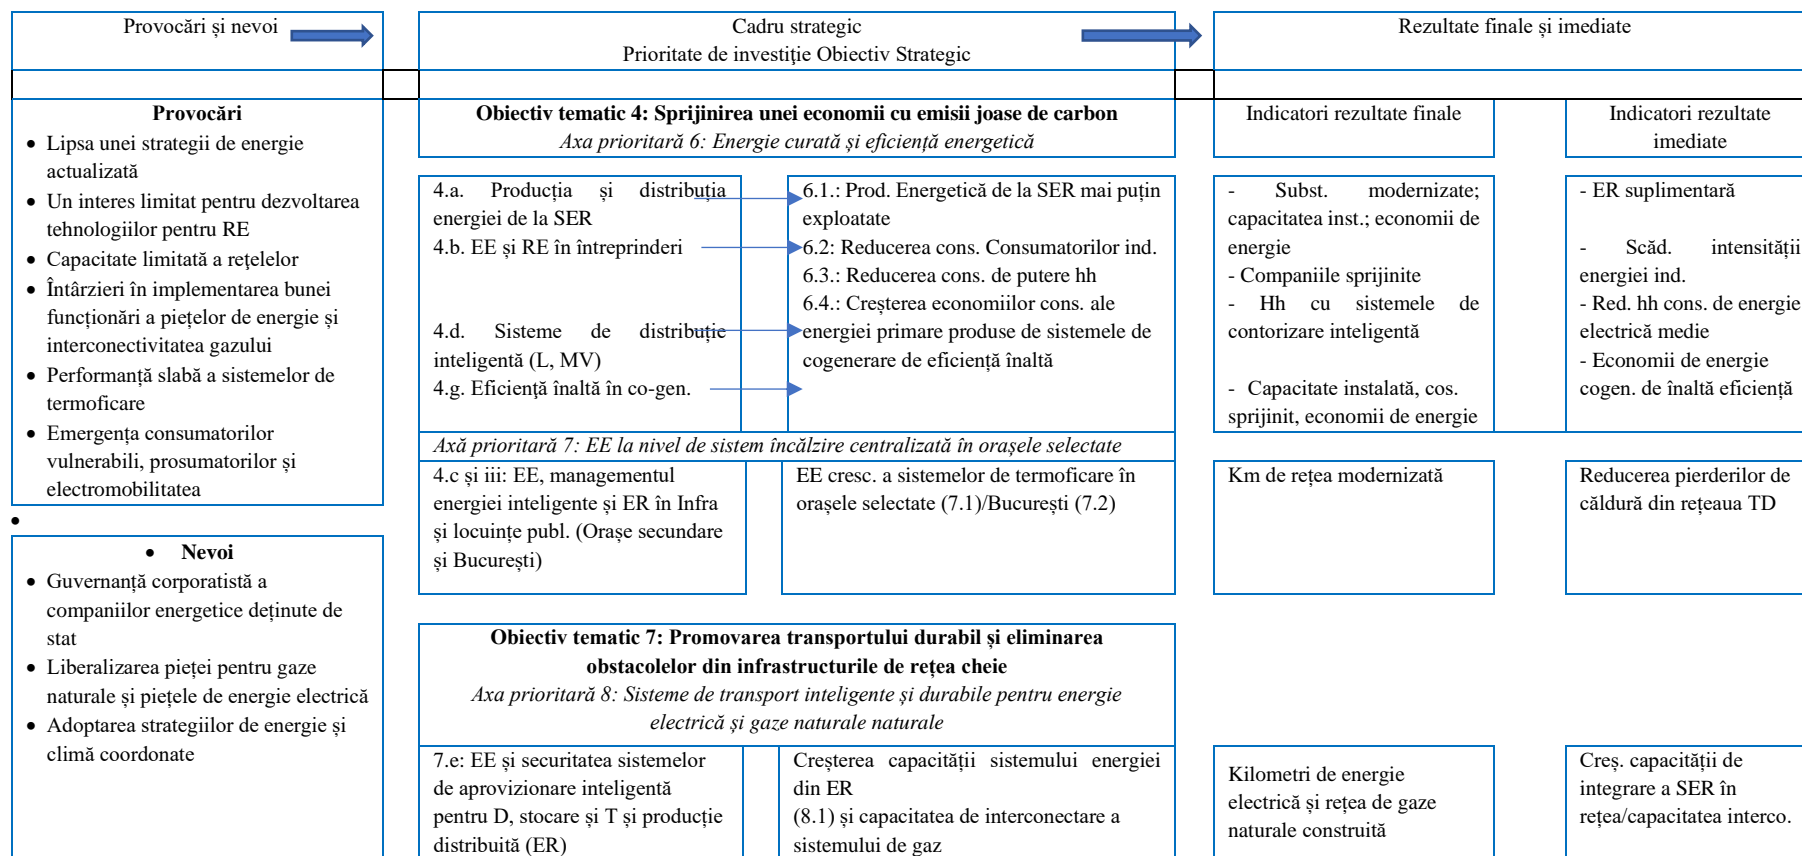 Provocări și nevoi
Cadru strategic
Prioritate de investiţie Obiectiv Strategic
Rezultate finale și imediate
Provocări
• Lipsa unei strategii de energie
actualizată
• Un interes limitat pentru dezvoltarea
tehnologiilor pentru RE
• Capacitate limitată a reţelelor
• Întârzieri în implementarea bunei
funcționări a piețelor de energie și
interconectivitatea gazului
• Performanță slabă a sistemelor de
termoficare
• Emergența consumatorilor
vulnerabili, prosumatorilor și
electromobilitatea
•
• Nevoi
• Guvernanță corporatistă a
companiilor energetice deținute de
stat
• Liberalizarea pieței pentru gaze
naturale și piețele de energie electrică
• Adoptarea strategiilor de energie și
climă coordonate
Obiectiv tematic 4: Sprijinirea unei economii cu emisii joase de carbon
Axa prioritară 6: Energie curată și eficiență energetică
4.a. Producția și distribuția
energiei de la SER
4.b. EE și RE în întreprinderi
4.d. Sisteme de distribuție
inteligentă (L, MV)
4.g. Eficienţă înaltă în co-gen.
6.1.: Prod. Energetică de la SER mai puțin
exploatate
6.2: Reducerea cons. Consumatorilor ind.
6.3.: Reducerea cons. de putere hh
6.4.: Creșterea economiilor cons. ale
energiei primare produse de sistemele de
cogenerare de eficiență înaltă
Indicatori rezultate finale
- Subst. modernizate;
capacitatea inst.; economii de
energie
- Companiile sprijinite
- Hh cu sistemele de
contorizare inteligentă
- Capacitate instalată, cos.
sprijinit, economii de energie
Indicatori rezultate
imediate
- ER suplimentară
- Scăd. intensității
energiei ind.
- Red. hh cons. de energie
electrică medie
- Economii de energie
cogen. de înaltă eficiență
Axă prioritară 7: EE la nivel de sistem încălzire centralizată în orașele selectate
4.c și iii: EE, managementul
energiei inteligente și ER în Infra
și locuințe publ. (Orașe secundare
și București)
EE cresc. a sistemelor de termoficare în
orașele selectate (7.1)/București (7.2)
Km de rețea modernizată
Reducerea pierderilor de
căldură din rețeaua TD
Obiectiv tematic 7: Promovarea transportului durabil și eliminarea
obstacolelor din infrastructurile de rețea cheie
Axa prioritară 8: Sisteme de transport inteligente și durabile pentru energie
electrică și gaze naturale naturale
7.e: EE și securitatea sistemelor
de aprovizionare inteligentă
pentru D, stocare și T și producție
distribuită (ER)
Creșterea capacității sistemului energiei
din ER
(8.1) și capacitatea de interconectare a
sistemului de gaz
Kilometri de energie
electrică și rețea de gaze
naturale construită
Creș. capacității de
integrare a SER în
rețea/capacitatea interco.